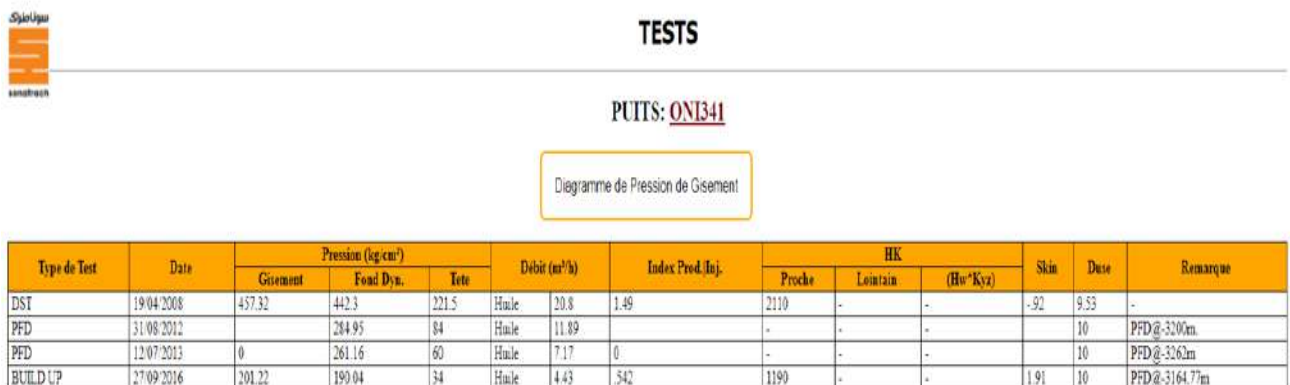 سوناطراك
sonatrach
TESTS
PUITS: ONI341
Diagramme de Pression de Gisement
Type de Test Date Pression (kg/cm²) Débit (m³/h) Index Prod./Inj. HK Skin Duse Remarque
Gisement Fond Dyn. Tete Proche Lointain (Hw*Kyz)
DST 19/04/2008 457.32 442.3 221.5 Huile 20.8 1.49 2110 - - -.92 9.53 -
PFD 31/08/2012 284.95 84 Huile 11.89 - - - 10 PFD@-3200m.
PFD 12/07/2013 0 261.16 60 Huile 7.17 0 - - - 10 PFD@-3262m
BUILD UP 27/09/2016 201.22 190.04 34 Huile 4.43 .542 1190 - - 1.91 10 PFD@-3164.77m